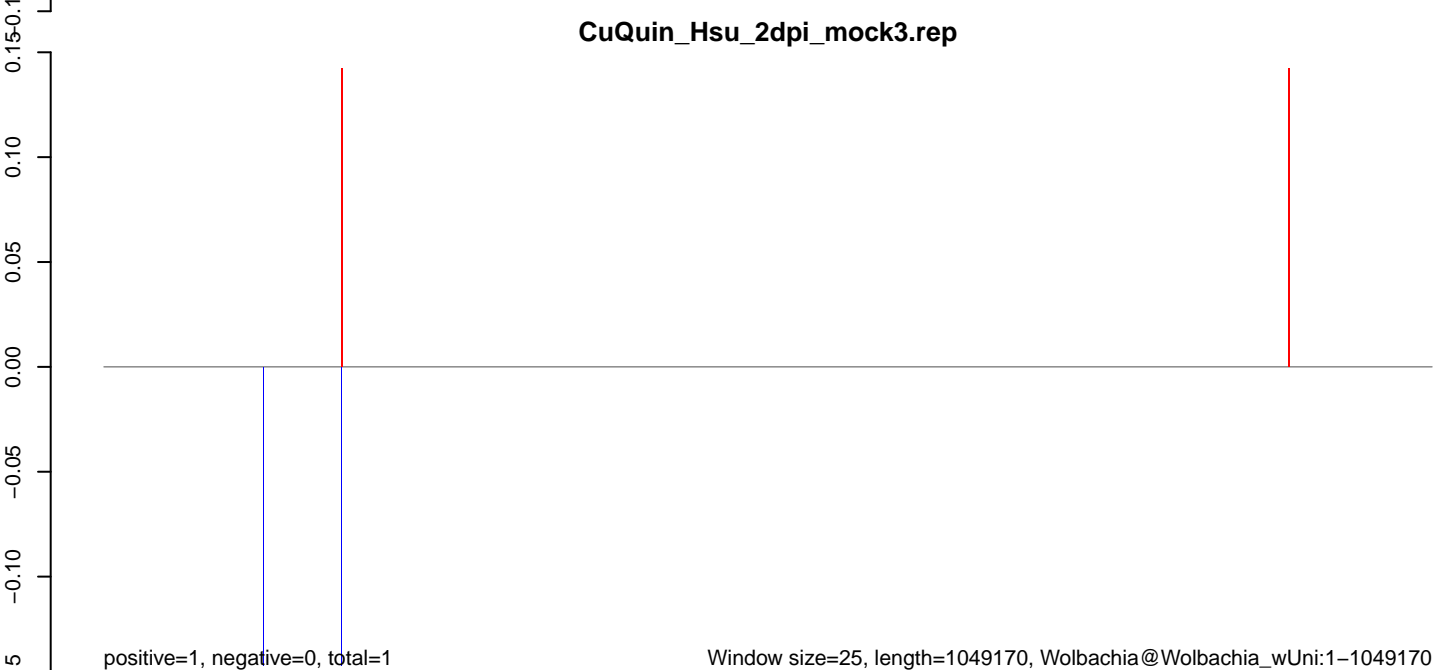 CuQuin_Hsu_2dpi_mock3.rep
0.15
0.10
0.05
0.00
−0.05
−0.10
positive=1, negative=0, total=1
Window size=25, length=1049170, Wolbachia@Wolbachia_wUni:1−1049170